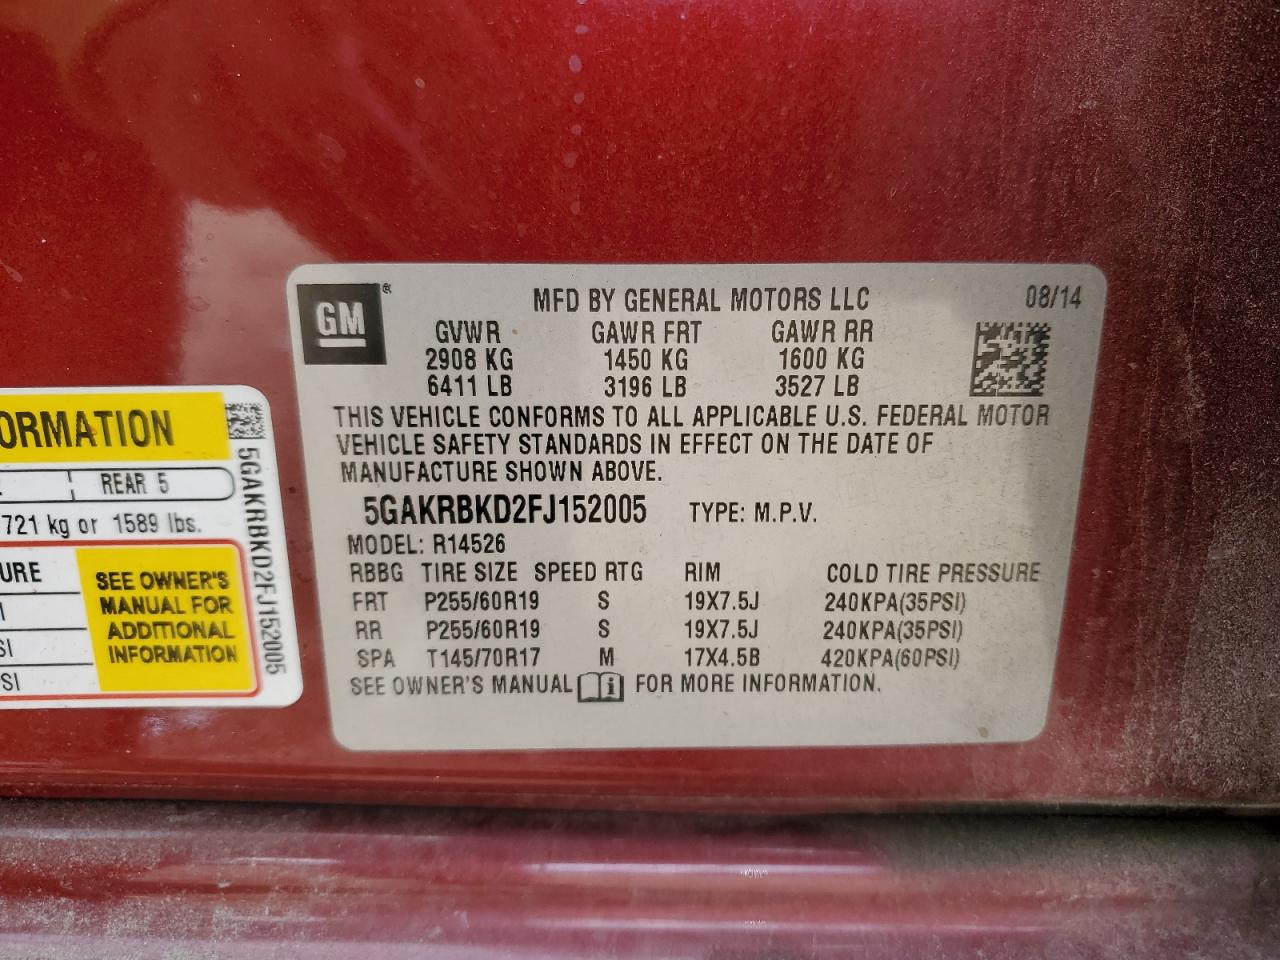 GM®
MFD BY GENERAL MOTORS LLC 08/14
GVWR GAWR FRT GAWR RR
2908 KG 1450 KG 1600 KG
6411 LB 3196 LB 3527 LB
THIS VEHICLE CONFORMS TO ALL APPLICABLE U.S. FEDERAL MOTOR
VEHICLE SAFETY STANDARDS IN EFFECT ON THE DATE OF
MANUFACTURE SHOWN ABOVE.
5GAKRBKD2FJ152005 TYPE: M.P.V.
MODEL: R14526
RBBG TIRE SIZE SPEED RTG RIM COLD TIRE PRESSURE
FRT P255/60R19 S 19X7.5J 240KPA(35PSI)
RR P255/60R19 S 19X7.5J 240KPA(35PSI)
SPA T145/70R17 M 17X4.5B 420KPA(60PSI)
SEE OWNER'S MANUAL i FOR MORE INFORMATION.
ORMATION
REAR 5
721 kg or 1589 lbs.
URE
SI
PSI
SEE OWNER'S
MANUAL FOR
ADDITIONAL
INFORMATION
5GAKRBKD2FJ152005